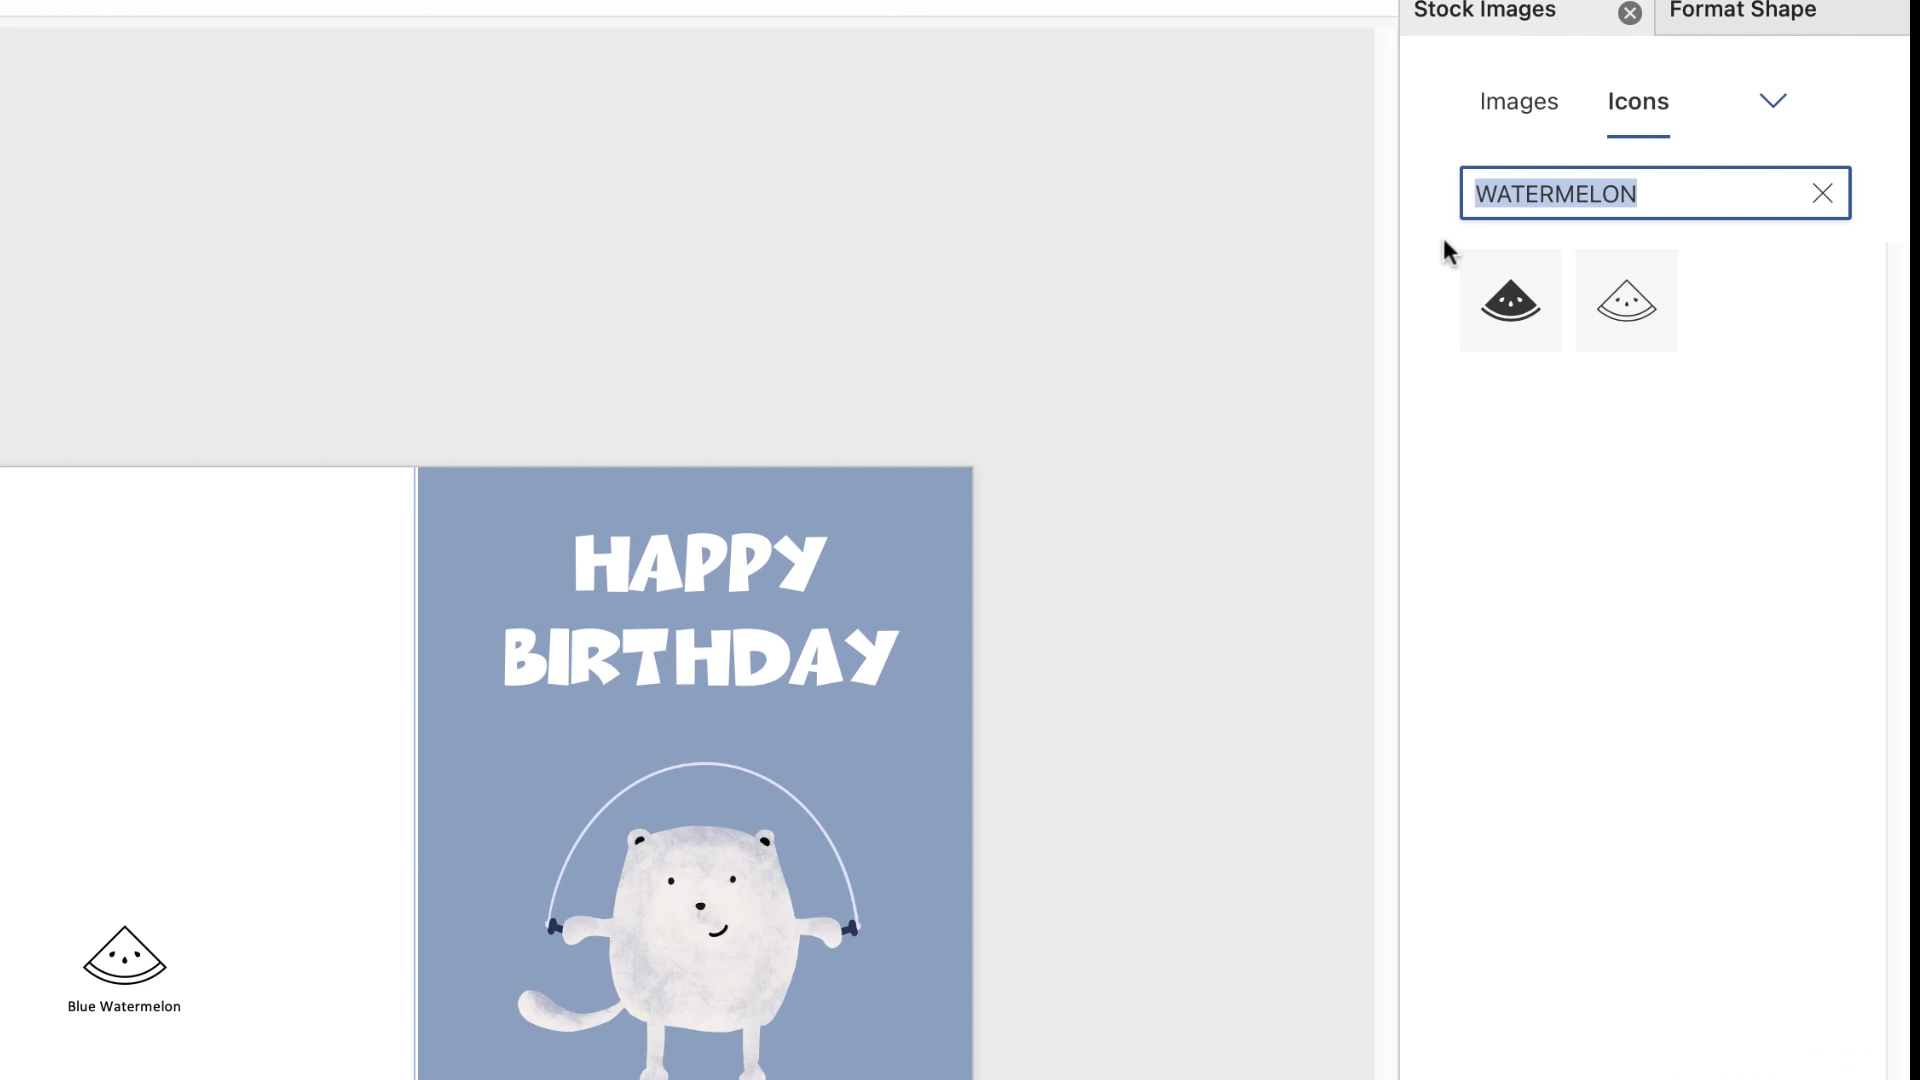 Stock Images
Format Shape
Images
Icons
WATERMELON
HAPPY
BIRTHDAY
Blue Watermelon